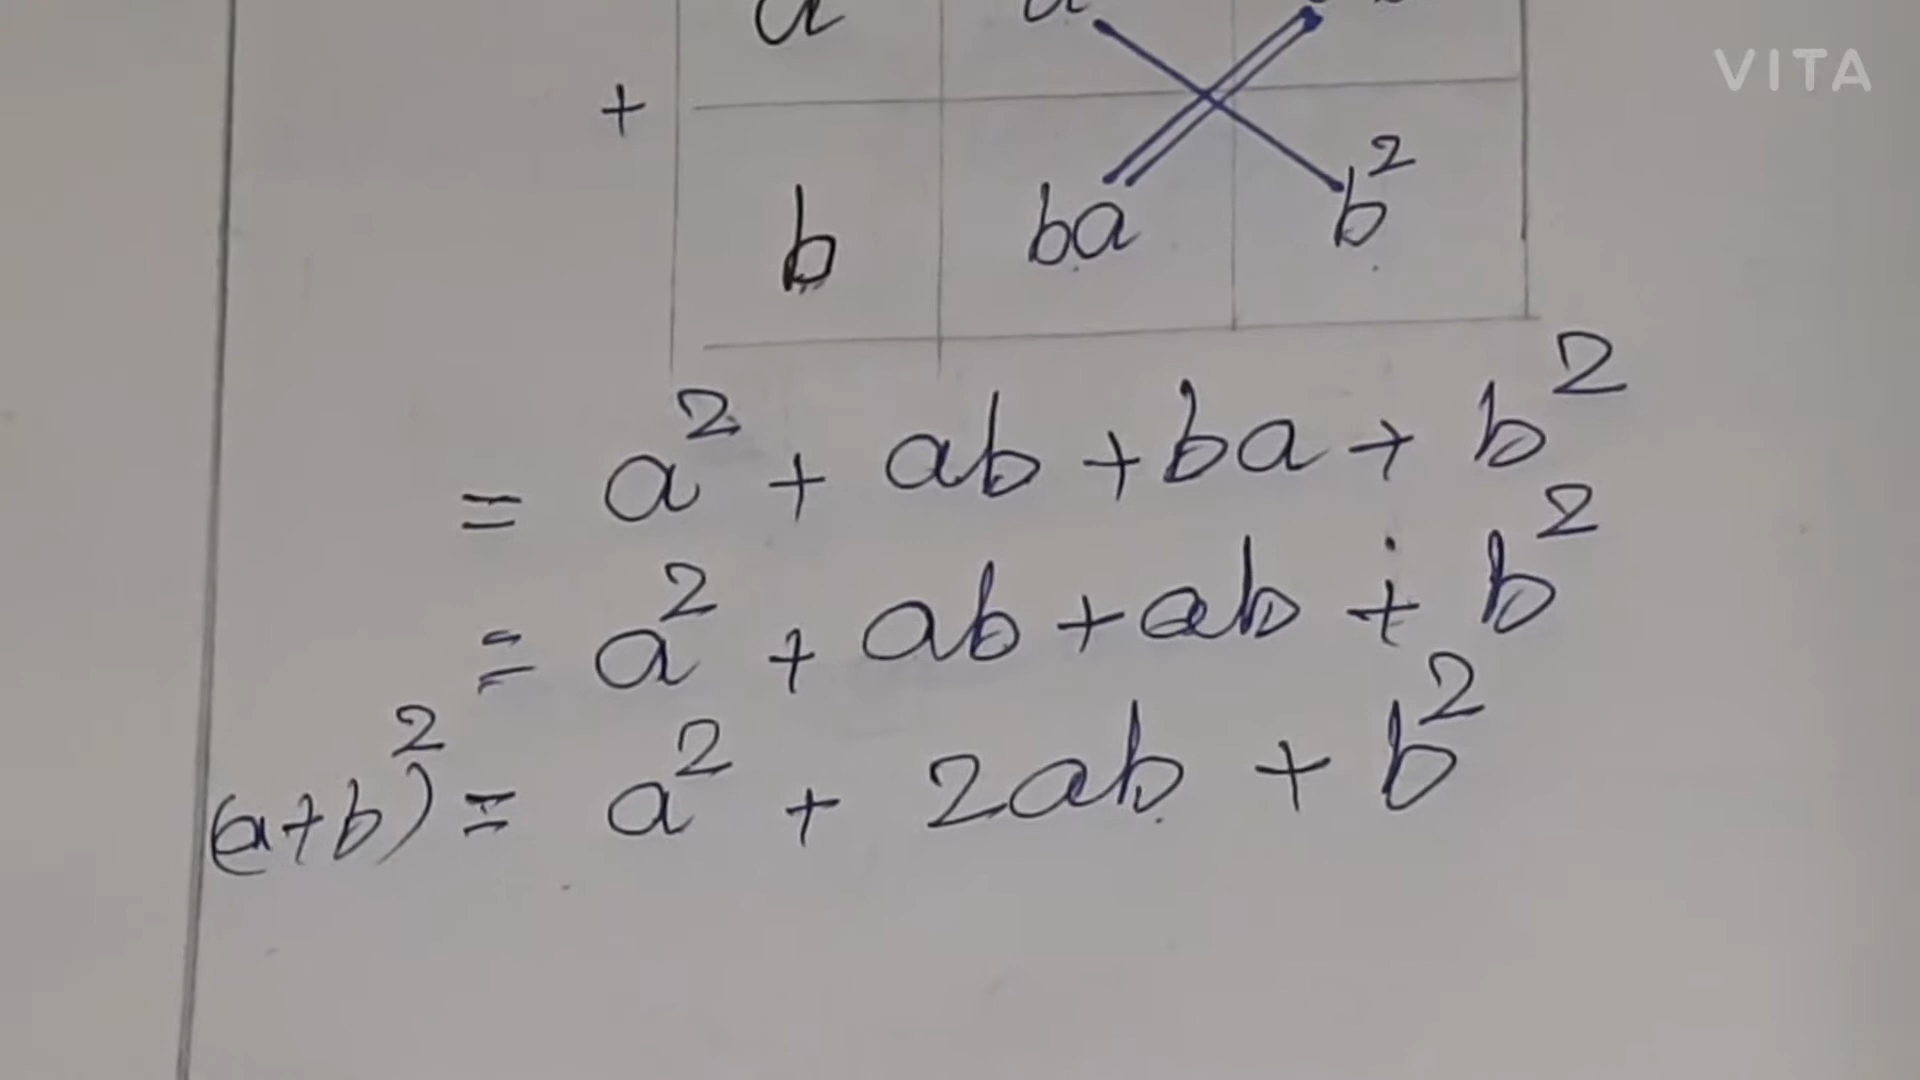 VITA
a
+
b ba b²
= a² + ab + ba + b²
= a² + ab + ab + b²
(a+b)² = a² + 2ab + b²